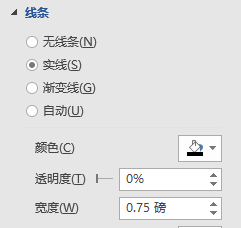 线条
无线条(N)
实线(S)
渐变线(G)
自动(U)
颜色(C)
透明度(T) 0%
宽度(W) 0.75 磅